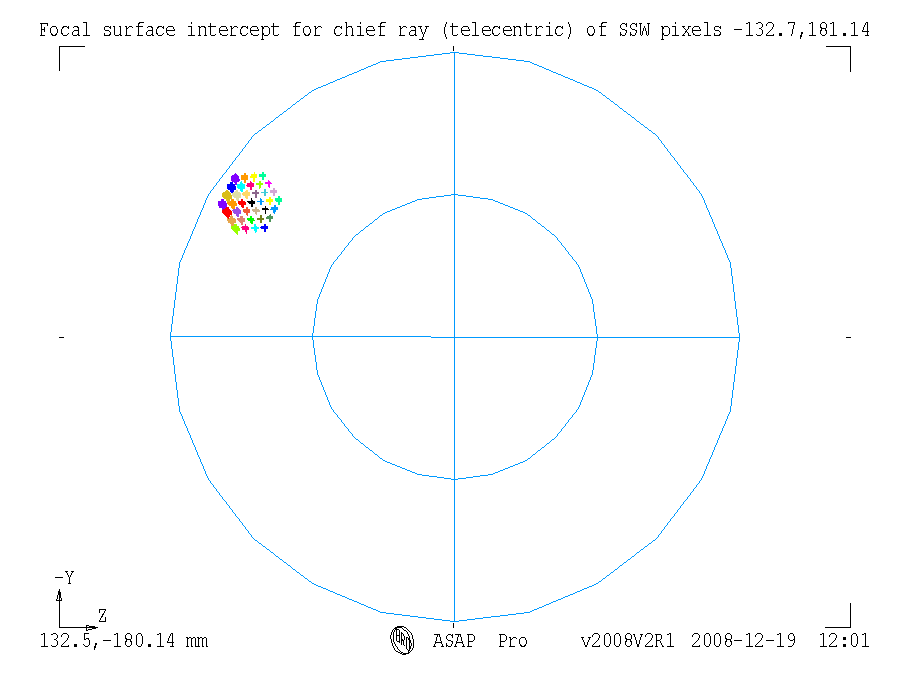 Focal surface intercept for chief ray (telecentric) of SSW pixels -132.7,181.14
-Y
Z
132.5,-180.14 mm
BRO ASAP Pro v2008V2R1 2008-12-19 12:01